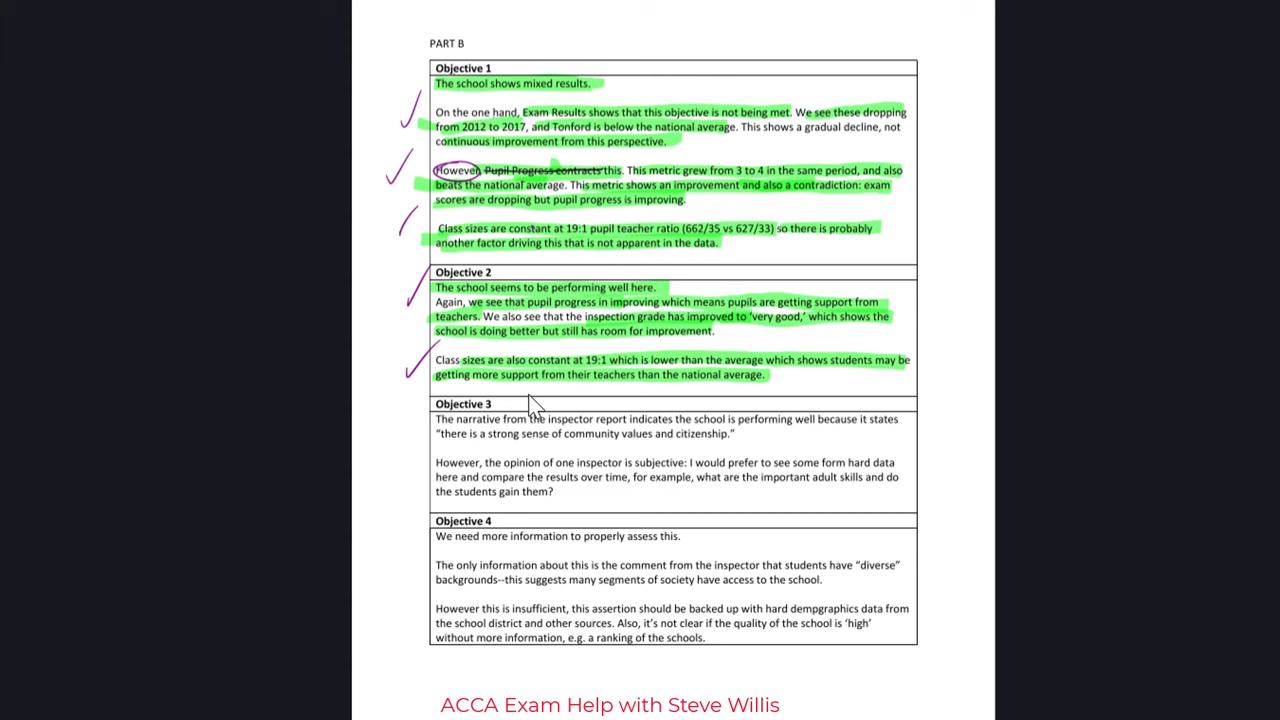 PART B
Objective 1
The school shows mixed results.
On the one hand, Exam Results shows that this objective is not being met. We see these dropping
from 2012 to 2017, and Tonford is below the national average. This shows a gradual decline, not
continuous improvement from this perspective.
However, Pupil Progress contracts this. This metric grew from 3 to 4 in the same period, and also
beats the national average. This metric shows an improvement and also a contradiction: exam
scores are dropping but pupil progress is improving.
Class sizes are constant at 19:1 pupil teacher ratio (662/35 vs 627/33) so there is probably
another factor driving this that is not apparent in the data.
Objective 2
The school seems to be performing well here.
Again, we see that pupil progress in improving which means pupils are getting support from
teachers. We also see that the inspection grade has improved to 'very good,' which shows the
school is doing better but still has room for improvement.
Class sizes are also constant at 19:1 which is lower than the average which shows students may be
getting more support from their teachers than the national average.
Objective 3
The narrative from the inspector report indicates the school is performing well because it states
"there is a strong sense of community values and citizenship."
However, the opinion of one inspector is subjective: I would prefer to see some form hard data
here and compare the results over time, for example, what are the important adult skills and do
the students gain them?
Objective 4
We need more information to properly assess this.
The only information about this is the comment from the inspector that students have "diverse"
backgrounds--this suggests many segments of society have access to the school.
However this is insufficient, this assertion should be backed up with hard dempgraphics data from
the school district and other sources. Also, it's not clear if the quality of the school is 'high'
without more information, e.g. a ranking of the schools.
ACCA Exam Help with Steve Willis